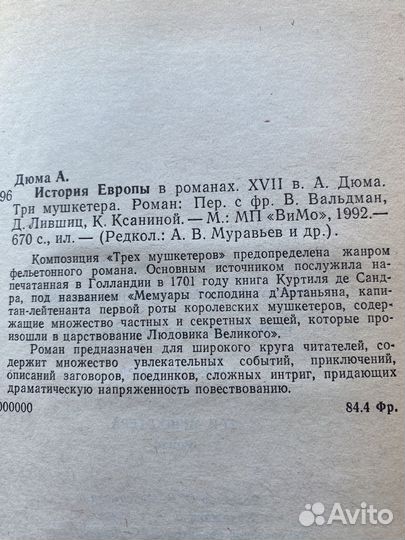 Дюма А.
96
История Европы в романах. XVII в. А. Дюма.
Три мушкетера. Роман: Пер. с фр. В. Вальдман,
Д. Лившиц, К. Ксаниной. — М.: МП «ВиМо», 1992.—
670 с., ил. — (Редкол.: А. В. Муравьев и др.).
Композиция «Трех мушкетеров» предопределена жанром
фельетонного романа. Основным источником послужила на-
печатанная в Голландии в 1701 году книга Куртиля де Санд-
ра, под названием «Мемуары господина д'Артаньяна, капи-
тан-лейтенанта первой роты королевских мушкетеров, содер-
жащие множество частных и секретных вещей, которые про-
изошли в царствование Людовика Великого».
Роман предназначен для широкого круга читателей, со-
держит множество увлекательных событий, приключений,
описаний заговоров, поединков, сложных интриг, придающих
драматическую напряженность повествованию.
000000 84.4 Фр.
Avito